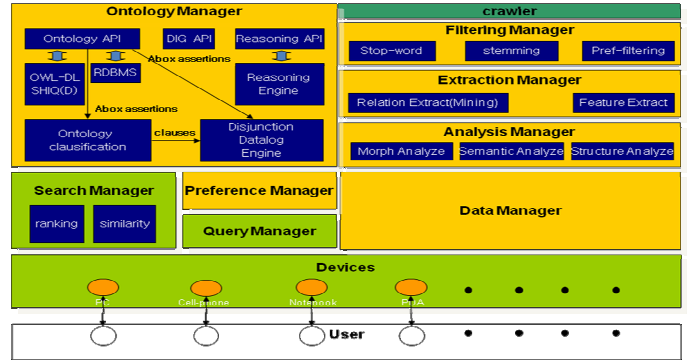 Ontology Manager
Ontology API
DIG API
Reasoning API
OWL-DL
SHIQ(D)
RDBMS
Abox assertions
Reasoning
Engine
Abox assertions
Ontology
clausification
clauses
Disjunction
Datalog
Engine
crawler
Filtering Manager
Stop-word
stemming
Pref-filtering
Extraction Manager
Relation Extract(Mining)
Feature Extract
Analysis Manager
Morph Analyze
Semantic Analyze
Structure Analyze
Search Manager
ranking
similarity
Preference Manager
Query Manager
Data Manager
Devices
PC
Cell-phone
Notebook
PDA
User